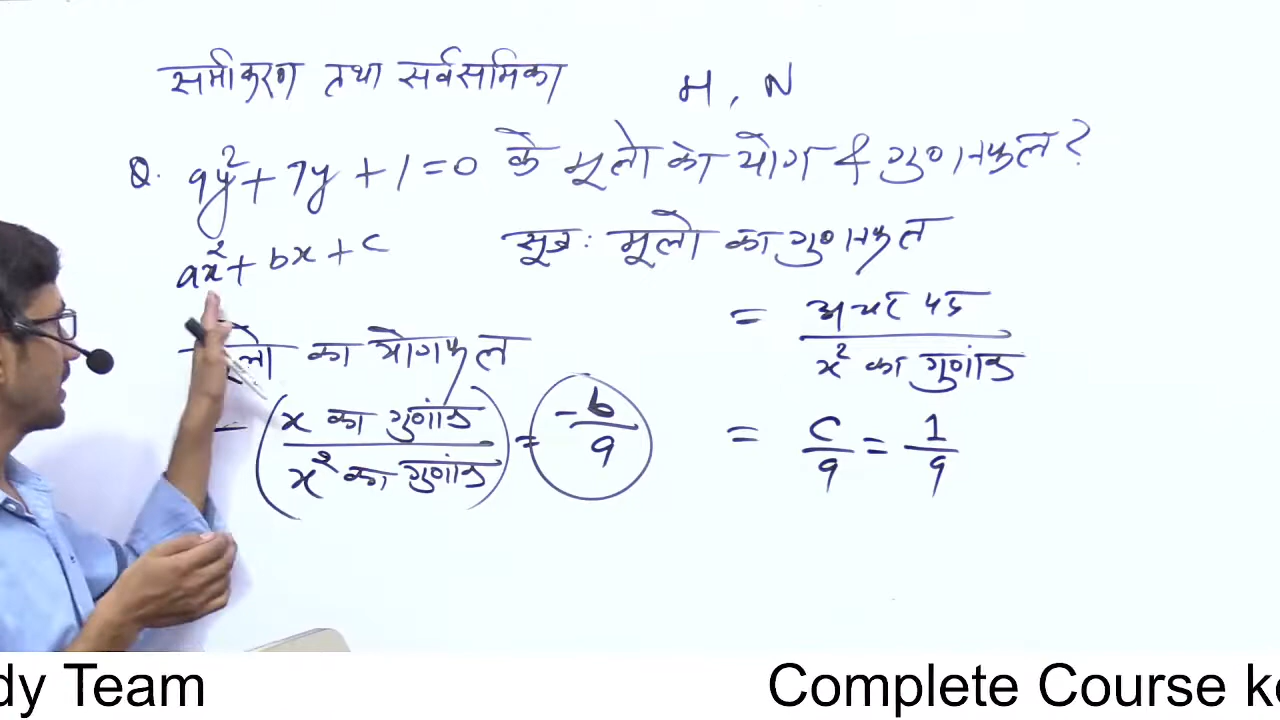 समीकरण तथा सर्वसमिका
M, N
Q. 9y²+7y+1=0 के मूलो का योग & गुणनफल?
ax²+bx+c
सूत्र: मूलो का गुणनफल
= अचर पद / x² का गुणांक
= c/9 = 1/9
लो का योगफल
- (x का गुणांक / x² का गुणांक) = -b/9
dy Team
Complete Course ke